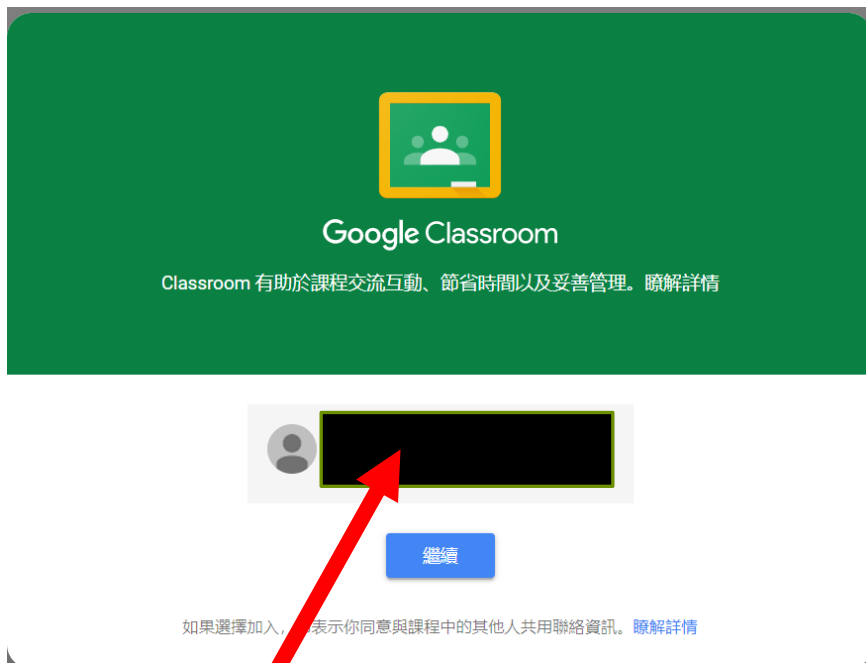 Google Classroom
Classroom 有助於課程交流互動、節省時間以及妥善管理。瞭解詳情
繼續
如果選擇加入，表示你同意與課程中的其他人共用聯絡資訊。瞭解詳情